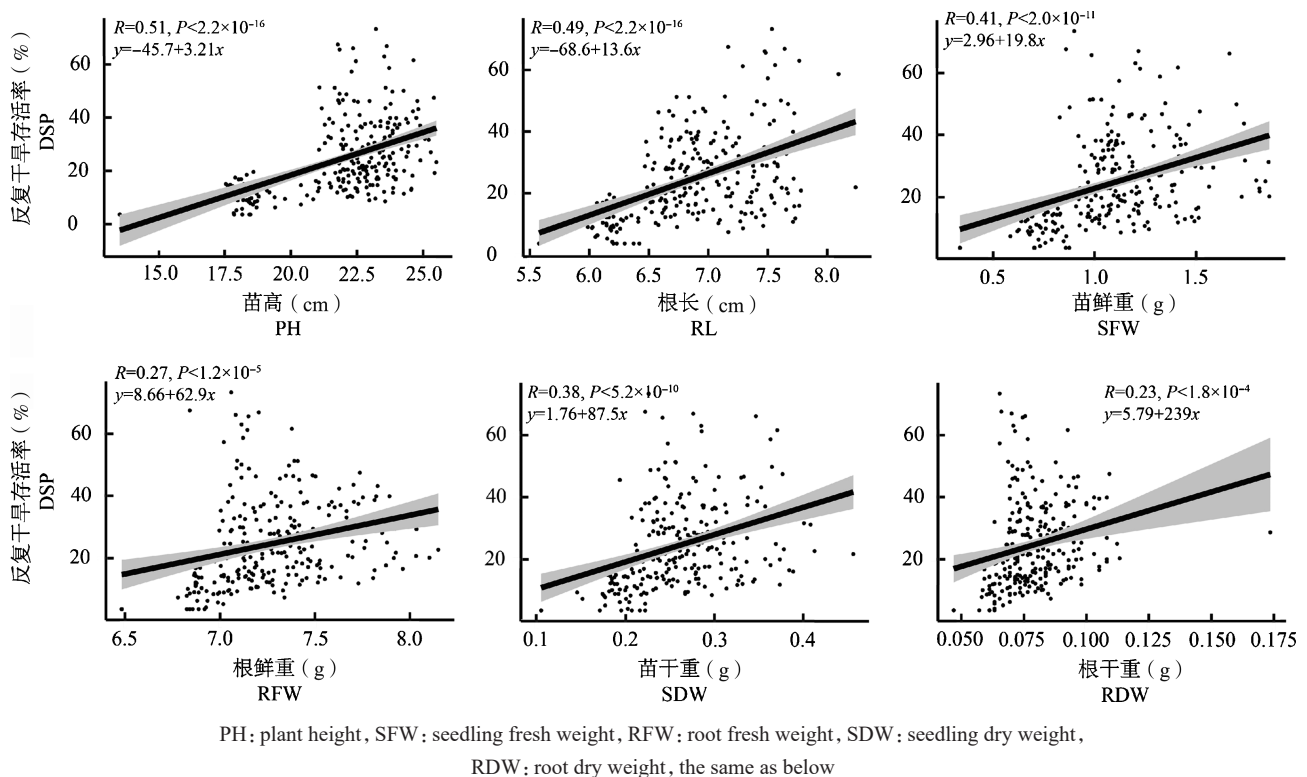 反复干旱存活率（%）
DSP
R=0.51, P<2.2×10⁻¹⁶
y=−45.7+3.21x
60
40
20
0
15.0 17.5 20.0 22.5 25.0
苗高（cm）
PH
R=0.49, P<2.2×10⁻¹⁶
y=−68.6+13.6x
60
40
20
0
5.5 6.0 6.5 7.0 7.5 8.0
根长（cm）
RL
R=0.41, P<2.0×10⁻¹¹
y=2.96+19.8x
60
40
20
0.5 1.0 1.5
苗鲜重（g）
SFW
反复干旱存活率（%）
DSP
R=0.27, P<1.2×10⁻⁵
y=8.66+62.9x
60
40
20
6.5 7.0 7.5 8.0
根鲜重（g）
RFW
R=0.38, P<5.2×10⁻¹⁰
y=1.76+87.5x
60
40
20
0.1 0.2 0.3 0.4
苗干重（g）
SDW
R=0.23, P<1.8×10⁻⁴
y=5.79+239x
60
40
20
0.050 0.075 0.100 0.125 0.150 0.175
根干重（g）
RDW
PH: plant height, SFW: seedling fresh weight, RFW: root fresh weight, SDW: seedling dry weight,
RDW: root dry weight, the same as below